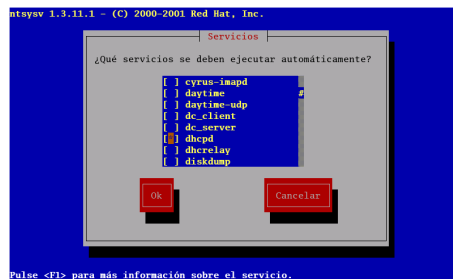 ntsysv 1.3.11.1 - (C) 2000-2001 Red Hat, Inc.
Servicios
¿Qué servicios se deben ejecutar automáticamente?
[ ] cyrus-imapd
[ ] daytime #
[ ] daytime-udp
[ ] dc_client
[ ] dc_server
[*] dhcpd
[ ] dhcrelay
[ ] diskdump
Ok Cancelar
Pulse <F1> para más información sobre el servicio.